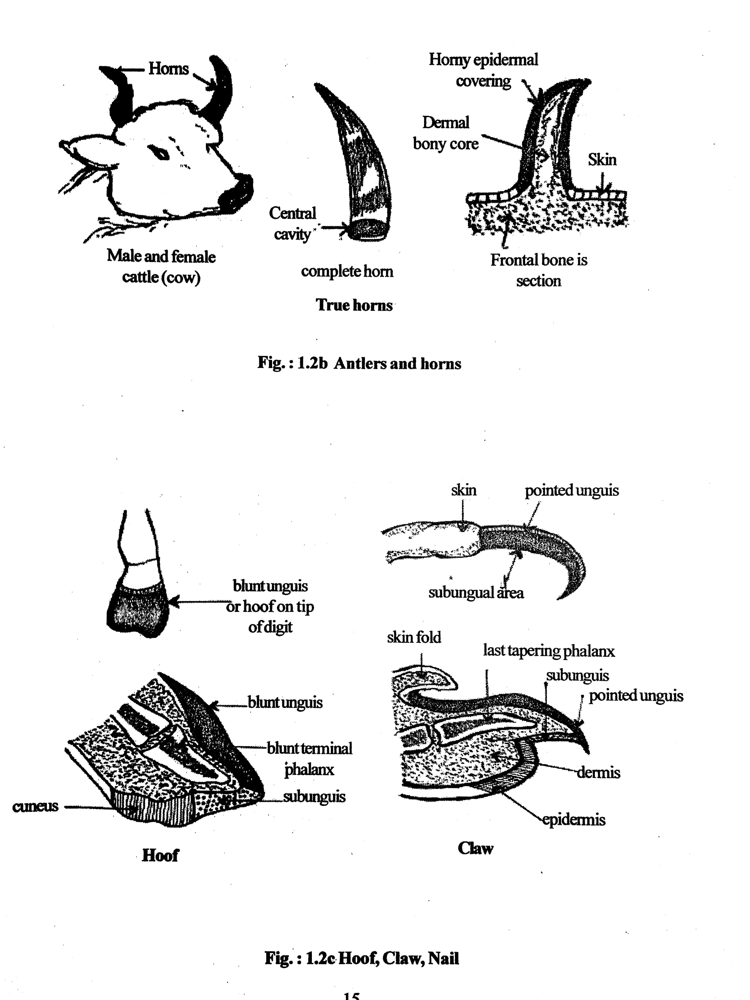 Horns
Horny epidermal
covering
Dermal
bony core
Skin
Central
cavity
Male and female
cattle (cow)
complete horn
Frontal bone is
section
True horns
Fig. : 1.2b Antlers and horns
skin
pointed unguis
blunt unguis
or hoof on tip
of digit
subungual area
skin fold
last tapering phalanx
subunguis
pointed unguis
blunt unguis
blunt terminal
phalanx
dermis
subunguis
cuneus
epidermis
Hoof
Claw
Fig. : 1.2c Hoof, Claw, Nail
15